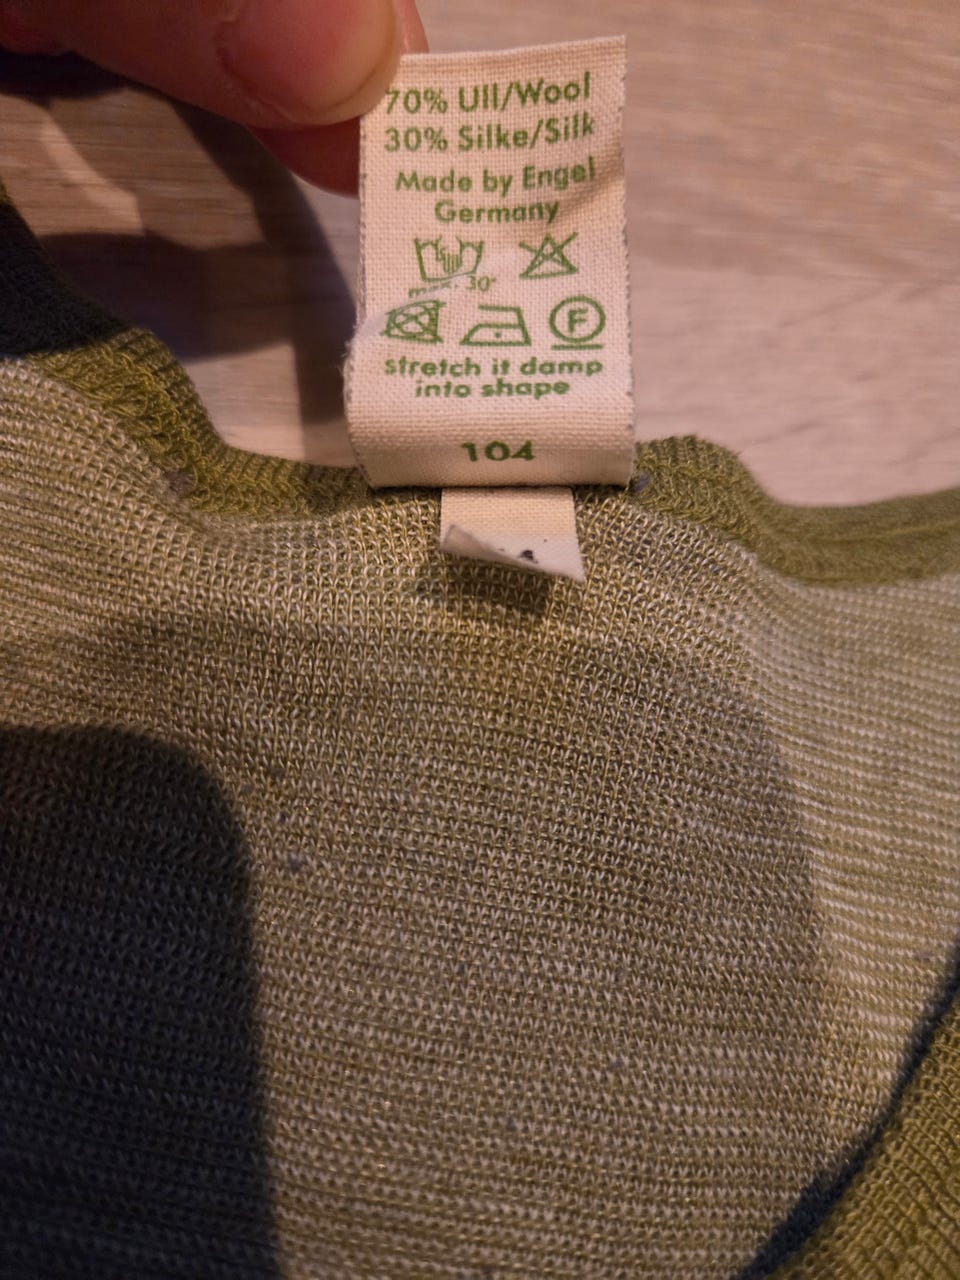 70% Ull/Wool
30% Silke/Silk
Made by Engel
Germany
max. 30°
F
stretch it damp
into shape
104